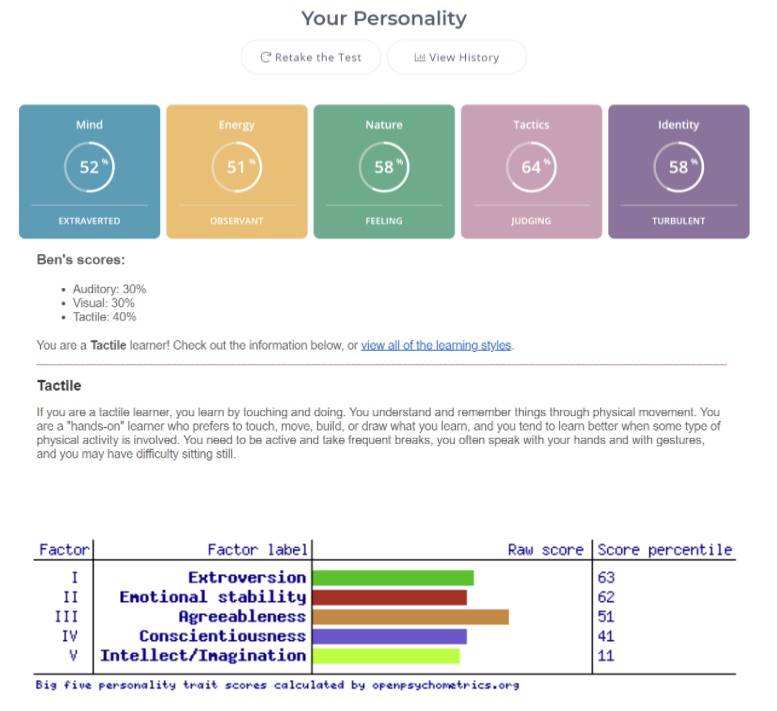 Your Personality
Retake the Test
View History
Mind Energy Nature Tactics Identity
52% 51% 58% 64% 58%
EXTRAVERTED OBSERVANT FEELING JUDGING TURBULENT
Ben's scores:
• Auditory: 30%
• Visual: 30%
• Tactile: 40%
You are a Tactile learner! Check out the information below, or view all of the learning styles.
Tactile
If you are a tactile learner, you learn by touching and doing. You understand and remember things through physical movement. You
are a "hands-on" learner who prefers to touch, move, build, or draw what you learn, and you tend to learn better when some type of
physical activity is involved. You need to be active and take frequent breaks, you often speak with your hands and with gestures,
and you may have difficulty sitting still.
Factor Factor label Raw score Score percentile
I Extroversion 63
II Emotional stability 62
III Agreeableness 51
IV Conscientiousness 41
V Intellect/Imagination 11
Big five personality trait scores calculated by openpsychometrics.org